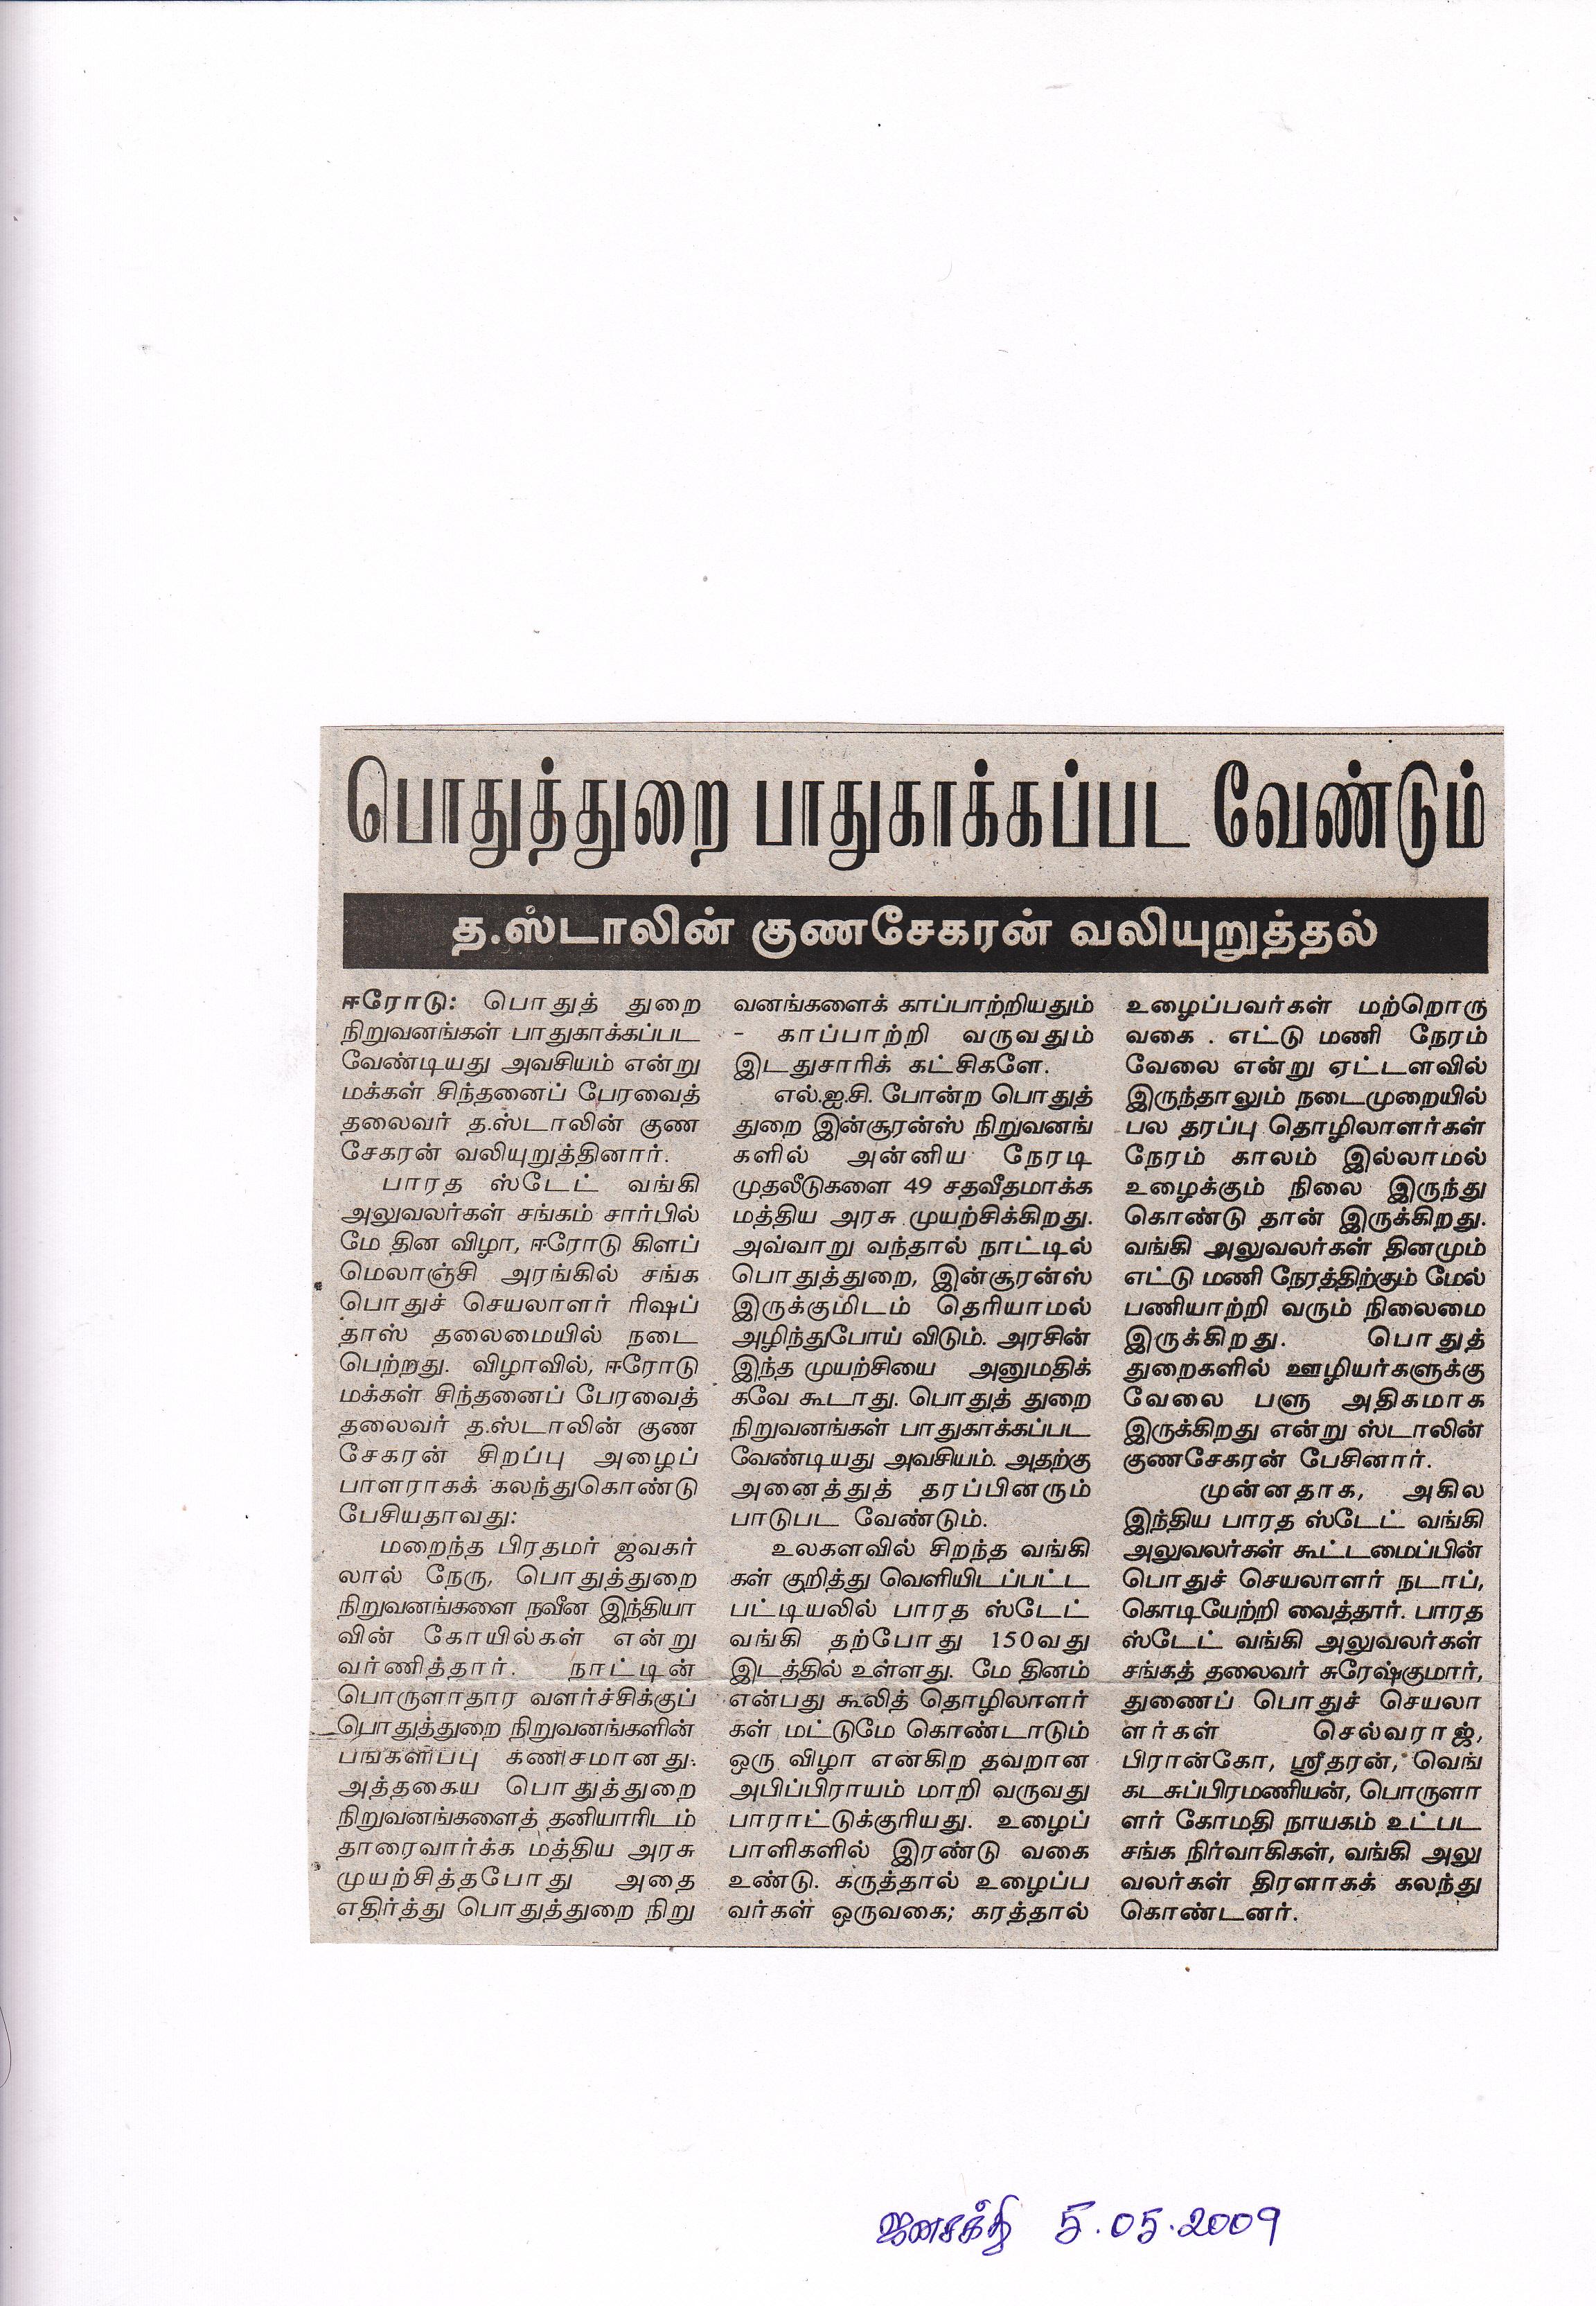 பொதுத்துறை பாதுகாக்கப்பட வேண்டும்
த.ஸ்டாலின் குணசேகரன் வலியுறுத்தல்
ஈரோடு: பொதுத் துறை
நிறுவனங்கள் பாதுகாக்கப்பட
வேண்டியது அவசியம் என்று
மக்கள் சிந்தனைப் பேரவைத்
தலைவர் த.ஸ்டாலின் குண
சேகரன் வலியுறுத்தினார்.
பாரத ஸ்டேட் வங்கி
அலுவலர்கள் சங்கம் சார்பில்
மே தின விழா, ஈரோடு கிளப்
மெலாஞ்சி அரங்கில் சங்க
பொதுச் செயலாளர் ரிஷப்
தாஸ் தலைமையில் நடை
பெற்றது. விழாவில், ஈரோடு
மக்கள் சிந்தனைப் பேரவைத்
தலைவர் த.ஸ்டாலின் குண
சேகரன் சிறப்பு அழைப்
பாளராகக் கலந்துகொண்டு
பேசியதாவது:
மறைந்த பிரதமர் ஜவகர்
லால் நேரு, பொதுத்துறை
நிறுவனங்களை நவீன இந்தியா
வின் கோயில்கள் என்று
வர்ணித்தார். நாட்டின்
பொருளாதார வளர்ச்சிக்குப்
பொதுத்துறை நிறுவனங்களின்
பங்களிப்பு கணிசமானது.
அத்தகைய பொதுத்துறை
நிறுவனங்களைத் தனியாரிடம்
தாரைவார்க்க மத்திய அரசு
முயற்சித்தபோது அதை
எதிர்த்து பொதுத்துறை நிறு
வனங்களைக் காப்பாற்றியதும்
- காப்பாற்றி வருவதும்
இடதுசாரிக் கட்சிகளே.
எல்.ஐ.சி. போன்ற பொதுத்
துறை இன்சூரன்ஸ் நிறுவனங்
களில் அன்னிய நேரடி
முதலீடுகளை 49 சதவீதமாக்க
மத்திய அரசு முயற்சிக்கிறது.
அவ்வாறு வந்தால் நாட்டில்
பொதுத்துறை, இன்சூரன்ஸ்
இருக்குமிடம் தெரியாமல்
அழிந்துபோய் விடும். அரசின்
இந்த முயற்சியை அனுமதிக்
கவே கூடாது. பொதுத் துறை
நிறுவனங்கள் பாதுகாக்கப்பட
வேண்டியது அவசியம். அதற்கு
அனைத்துத் தரப்பினரும்
பாடுபட வேண்டும்.
உலகளவில் சிறந்த வங்கி
கள் குறித்து வெளியிடப்பட்ட
பட்டியலில் பாரத ஸ்டேட்
வங்கி தற்போது 150வது
இடத்தில் உள்ளது. மே தினம்
என்பது கூலித் தொழிலாளர்
கள் மட்டுமே கொண்டாடும்
ஒரு விழா என்கிற தவறான
அபிப்பிராயம் மாறி வருவது
பாராட்டுக்குரியது. உழைப்
பாளிகளில் இரண்டு வகை
உண்டு. கருத்தால் உழைப்ப
வர்கள் ஒருவகை; கரத்தால்
உழைப்பவர்கள் மற்றொரு
வகை . எட்டு மணி நேரம்
வேலை என்று ஏட்டளவில்
இருந்தாலும் நடைமுறையில்
பல தரப்பு தொழிலாளர்கள்
நேரம் காலம் இல்லாமல்
உழைக்கும் நிலை இருந்து
கொண்டு தான் இருக்கிறது.
வங்கி அலுவலர்கள் தினமும்
எட்டு மணி நேரத்திற்கும் மேல்
பணியாற்றி வரும் நிலைமை
இருக்கிறது. பொதுத்
துறைகளில் ஊழியர்களுக்கு
வேலை பளு அதிகமாக
இருக்கிறது என்று ஸ்டாலின்
குணசேகரன் பேசினார்.
முன்னதாக, அகில
இந்திய பாரத ஸ்டேட் வங்கி
அலுவலர்கள் கூட்டமைப்பின்
பொதுச் செயலாளர் நடாப்,
கொடியேற்றி வைத்தார். பாரத
ஸ்டேட் வங்கி அலுவலர்கள்
சங்கத் தலைவர் சுரேஷ்குமார்,
துணைப் பொதுச் செயலா
ளர்கள் செல்வராஜ்,
பிரான்கோ, ஸ்ரீதரன், வெங்
கடசுப்பிரமணியன், பொருளா
ளர் கோமதி நாயகம் உட்பட
சங்க நிர்வாகிகள், வங்கி அலு
வலர்கள் திரளாகக் கலந்து
கொண்டனர்.
ஜனசக்தி 5.05.2009